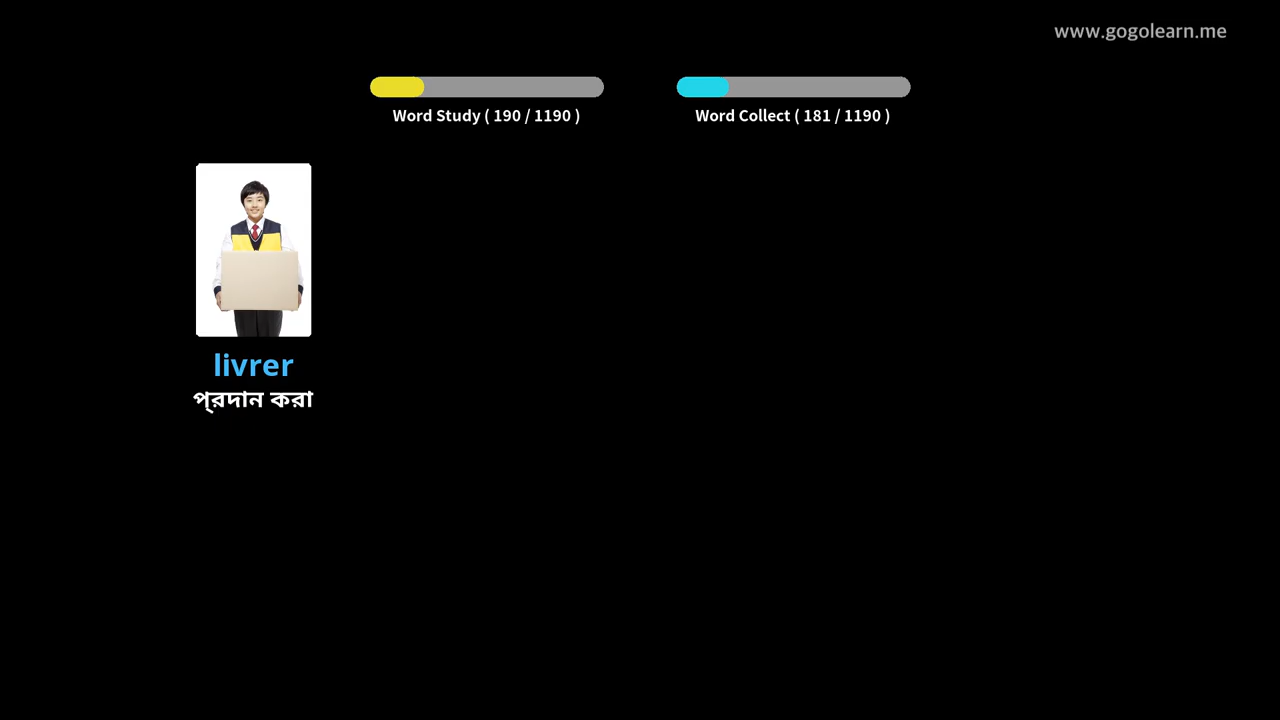 www.gogolearn.me
Word Study ( 190 / 1190 )
Word Collect ( 181 / 1190 )
livrer
প্রদান করা